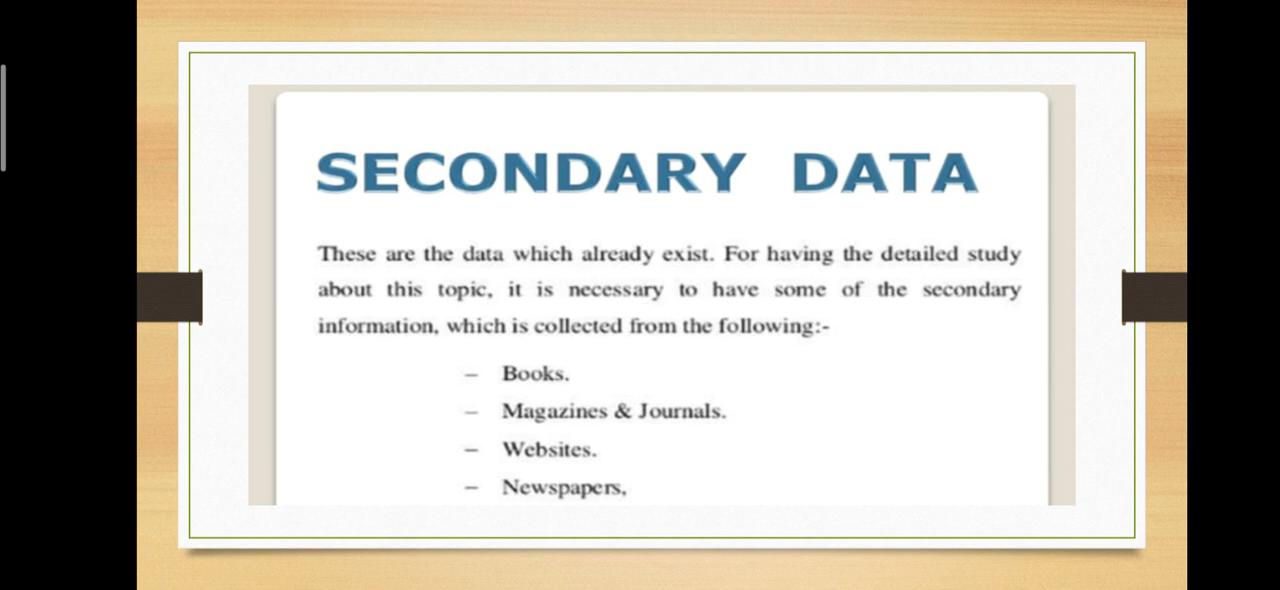 SECONDARY DATA
These are the data which already exist. For having the detailed study
about this topic, it is necessary to have some of the secondary
information, which is collected from the following:-
– Books.
– Magazines & Journals.
– Websites.
– Newspapers,